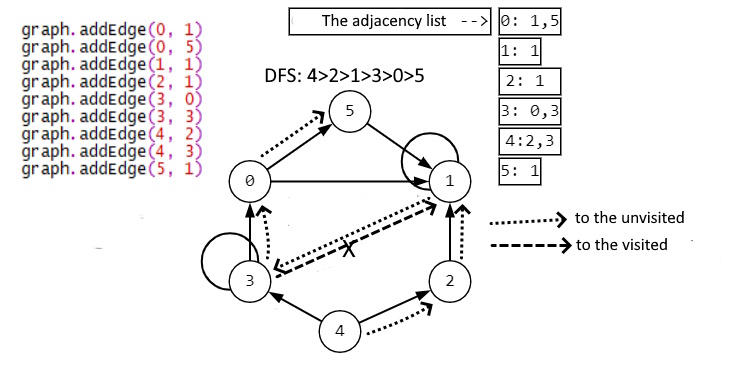 graph.addEdge(0, 1)
graph.addEdge(0, 5)
graph.addEdge(1, 1)
graph.addEdge(2, 1)
graph.addEdge(3, 0)
graph.addEdge(3, 3)
graph.addEdge(4, 2)
graph.addEdge(4, 3)
graph.addEdge(5, 1)
The adjacency list -->
0: 1,5
1: 1
2: 1
3: 0,3
4:2,3
5: 1
DFS: 4>2>1>3>0>5
5
0
1
X
3
2
4
to the unvisited
to the visited